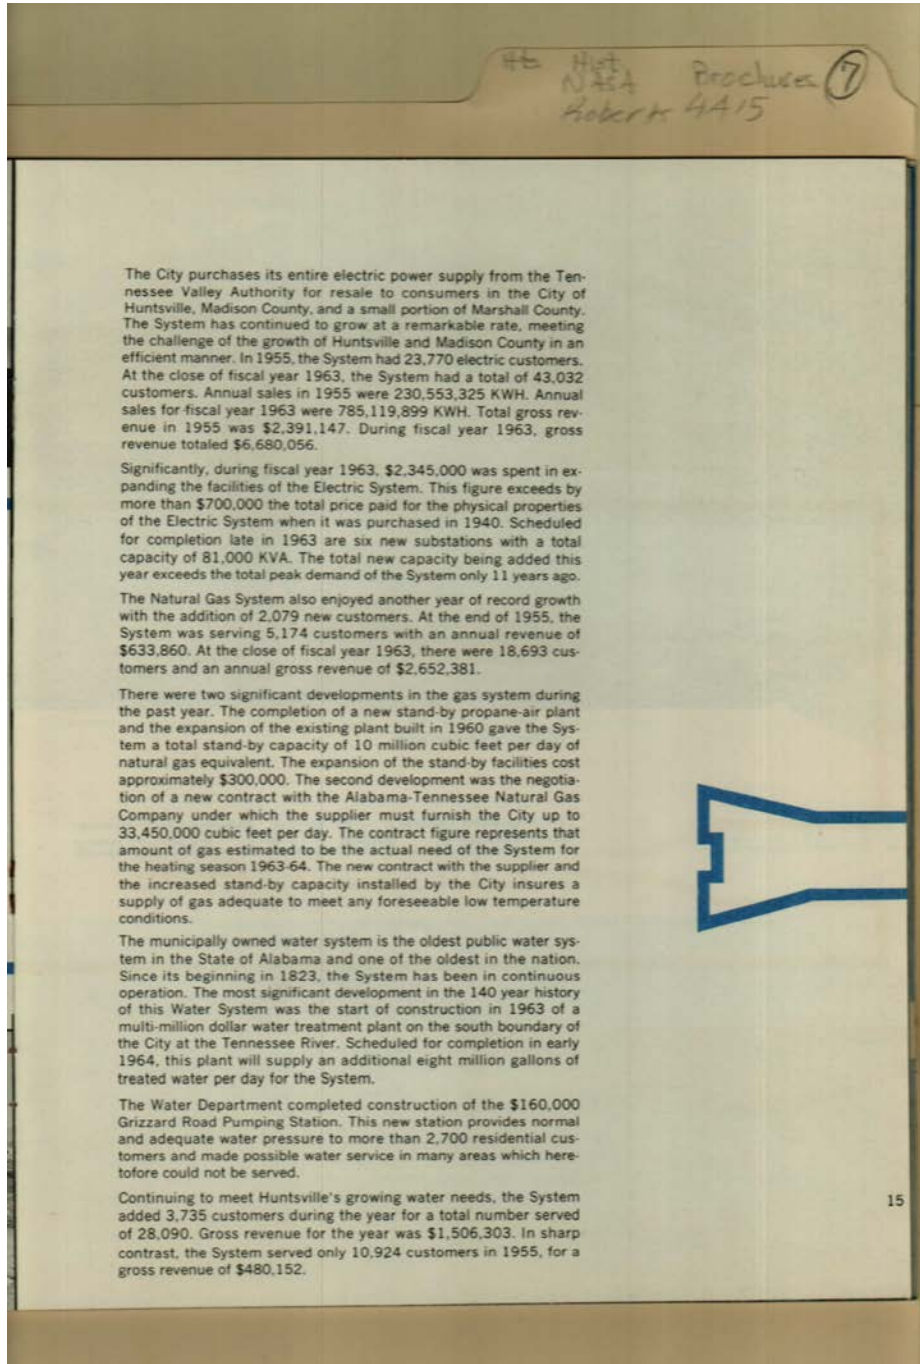 Hist
NASA Brochures 7
Roberts 4415
The City purchases its entire electric power supply from the Ten-
nessee Valley Authority for resale to consumers in the City of
Huntsville, Madison County, and a small portion of Marshall County.
The System has continued to grow at a remarkable rate, meeting
the challenge of the growth of Huntsville and Madison County in an
efficient manner. In 1955, the System had 23,770 electric customers.
At the close of fiscal year 1963, the System had a total of 43,032
customers. Annual sales in 1955 were 230,553,325 KWH. Annual
sales for fiscal year 1963 were 785,119,899 KWH. Total gross rev-
enue in 1955 was $2,391,147. During fiscal year 1963, gross
revenue totaled $6,680,056.
Significantly, during fiscal year 1963, $2,345,000 was spent in ex-
panding the facilities of the Electric System. This figure exceeds by
more than $700,000 the total price paid for the physical properties
of the Electric System when it was purchased in 1940. Scheduled
for completion late in 1963 are six new substations with a total
capacity of 81,000 KVA. The total new capacity being added this
year exceeds the total peak demand of the System only 11 years ago.
The Natural Gas System also enjoyed another year of record growth
with the addition of 2,079 new customers. At the end of 1955, the
System was serving 5,174 customers with an annual revenue of
$633,860. At the close of fiscal year 1963, there were 18,693 cus-
tomers and an annual gross revenue of $2,652,381.
There were two significant developments in the gas system during
the past year. The completion of a new stand-by propane-air plant
and the expansion of the existing plant built in 1960 gave the Sys-
tem a total stand-by capacity of 10 million cubic feet per day of
natural gas equivalent. The expansion of the stand-by facilities cost
approximately $300,000. The second development was the negotia-
tion of a new contract with the Alabama-Tennessee Natural Gas
Company under which the supplier must furnish the City up to
33,450,000 cubic feet per day. The contract figure represents that
amount of gas estimated to be the actual need of the System for
the heating season 1963-64. The new contract with the supplier and
the increased stand-by capacity installed by the City insures a
supply of gas adequate to meet any foreseeable low temperature
conditions.
The municipally owned water system is the oldest public water sys-
tem in the State of Alabama and one of the oldest in the nation.
Since its beginning in 1823, the System has been in continuous
operation. The most significant development in the 140 year history
of this Water System was the start of construction in 1963 of a
multi-million dollar water treatment plant on the south boundary of
the City at the Tennessee River. Scheduled for completion in early
1964, this plant will supply an additional eight million gallons of
treated water per day for the System.
The Water Department completed construction of the $160,000
Grizzard Road Pumping Station. This new station provides normal
and adequate water pressure to more than 2,700 residential cus-
tomers and made possible water service in many areas which here-
tofore could not be served.
Continuing to meet Huntsville's growing water needs, the System
added 3,735 customers during the year for a total number served
of 28,090. Gross revenue for the year was $1,506,303. In sharp
contrast, the System served only 10,924 customers in 1955, for a
gross revenue of $480,152.
15